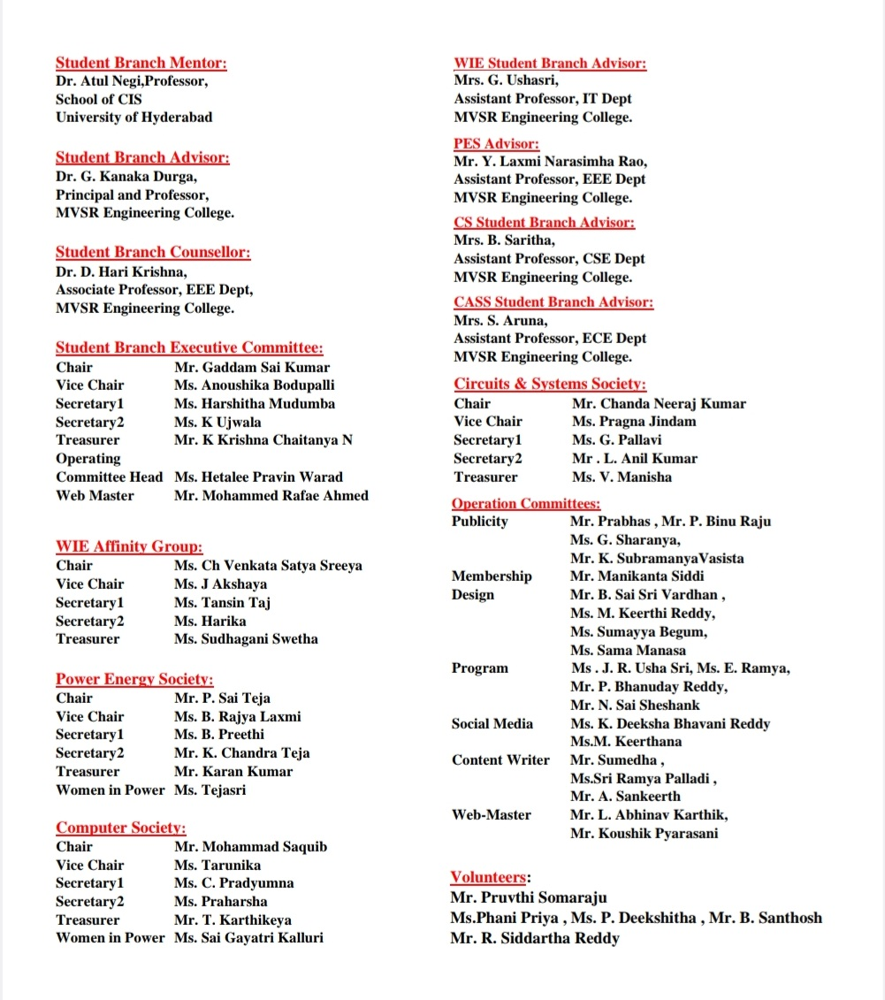 Student Branch Mentor:
Dr. Atul Negi,Professor,
School of CIS
University of Hyderabad
Student Branch Advisor:
Dr. G. Kanaka Durga,
Principal and Professor,
MVSR Engineering College.
Student Branch Counsellor:
Dr. D. Hari Krishna,
Associate Professor, EEE Dept,
MVSR Engineering College.
Student Branch Executive Committee:
Chair Mr. Gaddam Sai Kumar
Vice Chair Ms. Anoushika Bodupalli
Secretary1 Ms. Harshitha Mudumba
Secretary2 Ms. K Ujwala
Treasurer Mr. K Krishna Chaitanya N
Operating
Committee Head Ms. Hetalee Pravin Warad
Web Master Mr. Mohammed Rafae Ahmed
WIE Affinity Group:
Chair Ms. Ch Venkata Satya Sreeya
Vice Chair Ms. J Akshaya
Secretary1 Ms. Tansin Taj
Secretary2 Ms. Harika
Treasurer Ms. Sudhagani Swetha
Power Energy Society:
Chair Mr. P. Sai Teja
Vice Chair Ms. B. Rajya Laxmi
Secretary1 Ms. B. Preethi
Secretary2 Mr. K. Chandra Teja
Treasurer Mr. Karan Kumar
Women in Power Ms. Tejasri
Computer Society:
Chair Mr. Mohammad Saquib
Vice Chair Ms. Tarunika
Secretary1 Ms. C. Pradyumna
Secretary2 Ms. Praharsha
Treasurer Mr. T. Karthikeya
Women in Power Ms. Sai Gayatri Kalluri
WIE Student Branch Advisor:
Mrs. G. Ushasri,
Assistant Professor, IT Dept
MVSR Engineering College.
PES Advisor:
Mr. Y. Laxmi Narasimha Rao,
Assistant Professor, EEE Dept
MVSR Engineering College.
CS Student Branch Advisor:
Mrs. B. Saritha,
Assistant Professor, CSE Dept
MVSR Engineering College.
CASS Student Branch Advisor:
Mrs. S. Aruna,
Assistant Professor, ECE Dept
MVSR Engineering College.
Circuits & Systems Society:
Chair Mr. Chanda Neeraj Kumar
Vice Chair Ms. Pragna Jindam
Secretary1 Ms. G. Pallavi
Secretary2 Mr . L. Anil Kumar
Treasurer Ms. V. Manisha
Operation Committees:
Publicity Mr. Prabhas , Mr. P. Binu Raju
Ms. G. Sharanya,
Mr. K. SubramanyaVasista
Membership Mr. Manikanta Siddi
Design Mr. B. Sai Sri Vardhan ,
Ms. M. Keerthi Reddy,
Ms. Sumayya Begum,
Ms. Sama Manasa
Program Ms . J. R. Usha Sri, Ms. E. Ramya,
Mr. P. Bhanuday Reddy,
Mr. N. Sai Sheshank
Social Media Ms. K. Deeksha Bhavani Reddy
Ms.M. Keerthana
Content Writer Mr. Sumedha ,
Ms.Sri Ramya Palladi ,
Mr. A. Sankeerth
Web-Master Mr. L. Abhinav Karthik,
Mr. Koushik Pyarasani
Volunteers:
Mr. Pruvthi Somaraju
Ms.Phani Priya , Ms. P. Deekshitha , Mr. B. Santhosh
Mr. R. Siddartha Reddy